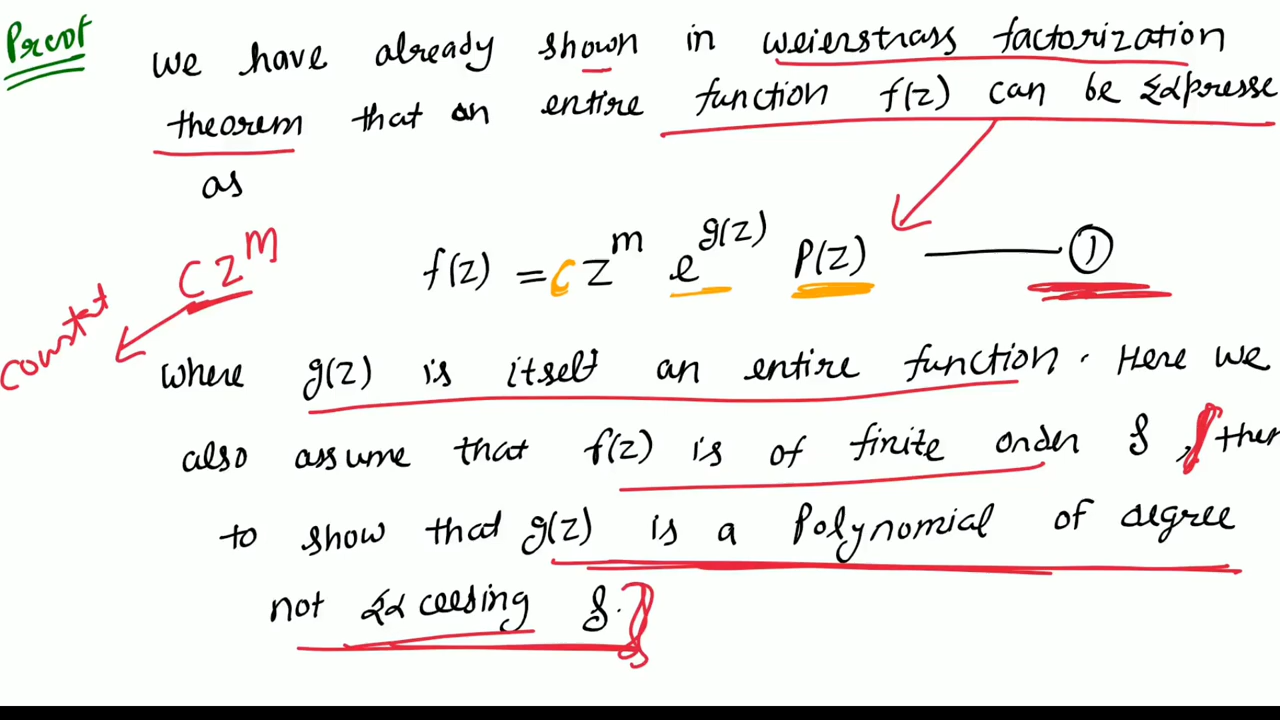 Proof
we have already shown in weierstrass factorization
theorem that an entire function f(z) can be expresse
as
f(z) = C z^m e^g(z) P(z) ——— ①
C z^m
constat
where g(z) is itself an entire function. Here we
also assume that f(z) is of finite order ρ, then
to show that g(z) is a Polynomial of degree
not exceesing ρ.